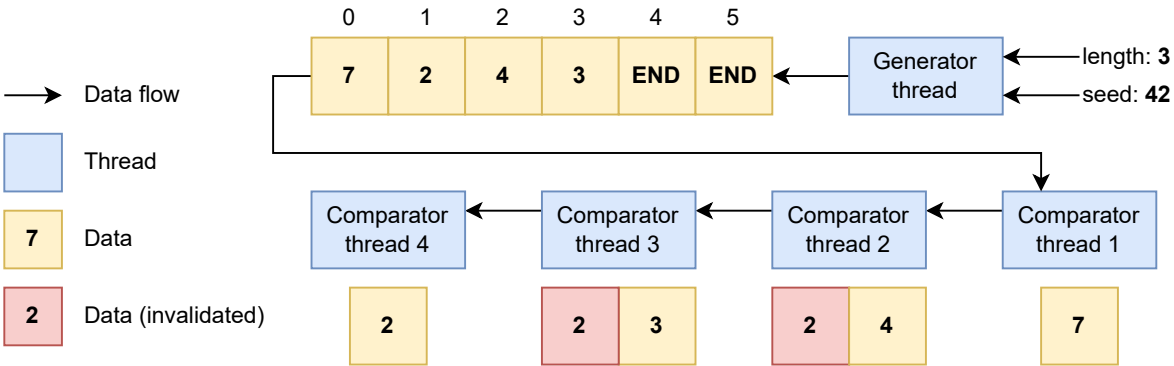 0 1 2 3 4 5
7 2 4 3 END END
Generator
thread
length: 3
seed: 42
Data flow
Thread
7 Data
2 Data (invalidated)
Comparator
thread 4
Comparator
thread 3
Comparator
thread 2
Comparator
thread 1
2
2 3
2 4
7